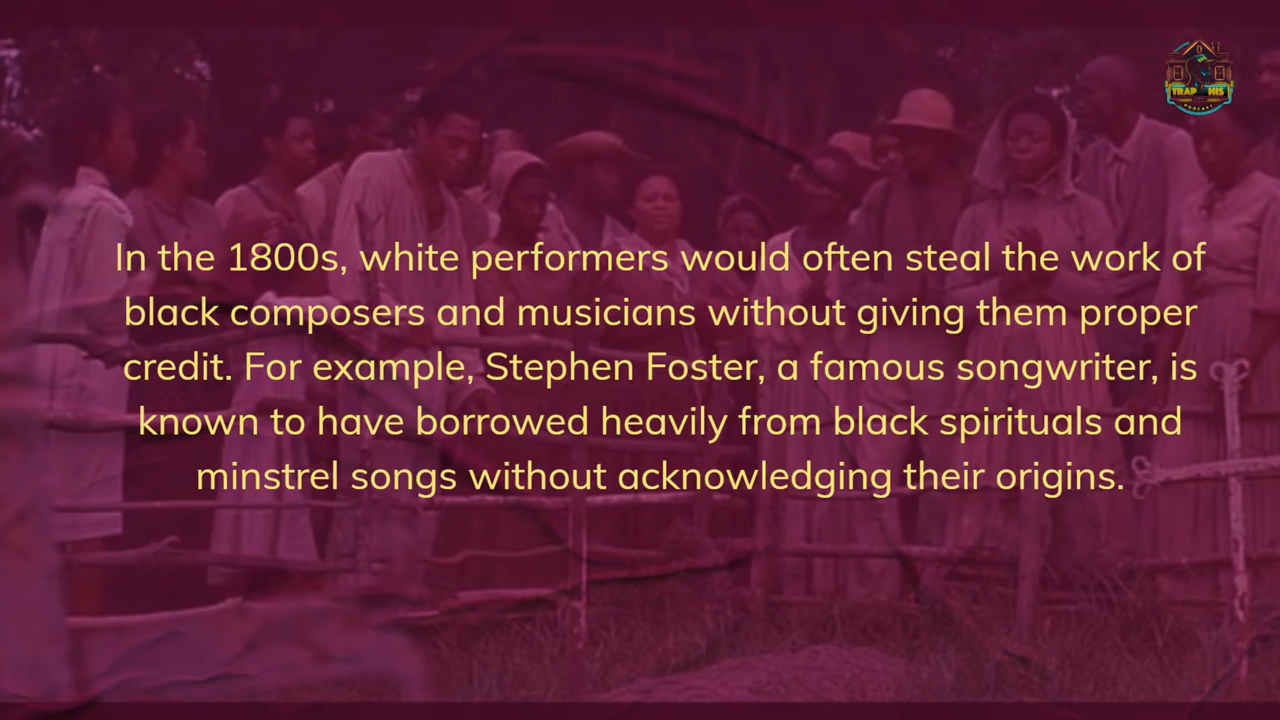 TRAP HIS
PODCAST
In the 1800s, white performers would often steal the work of
black composers and musicians without giving them proper
credit. For example, Stephen Foster, a famous songwriter, is
known to have borrowed heavily from black spirituals and
minstrel songs without acknowledging their origins.